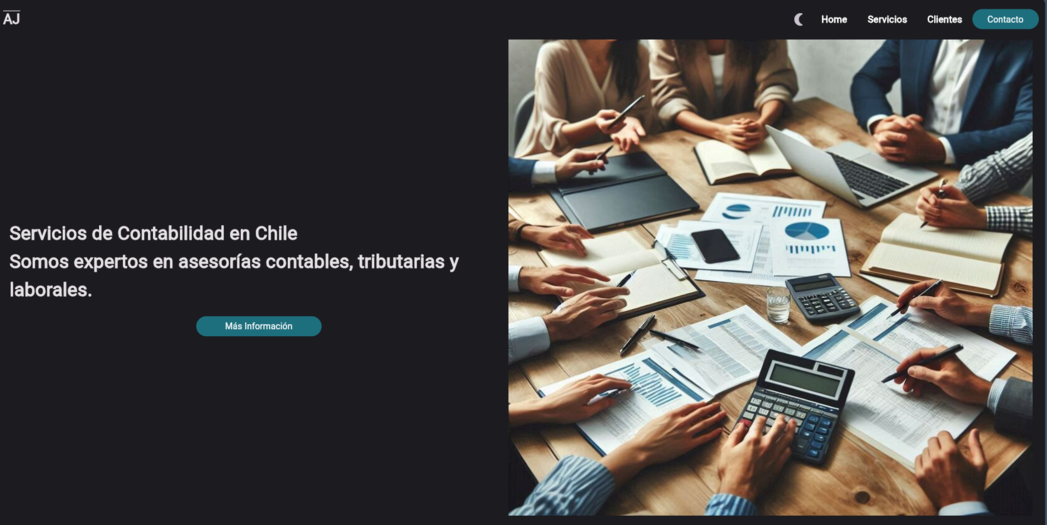 AJ
Home Servicios Clientes Contacto
Servicios de Contabilidad en Chile
Somos expertos en asesorías contables, tributarias y
laborales.
Más Información